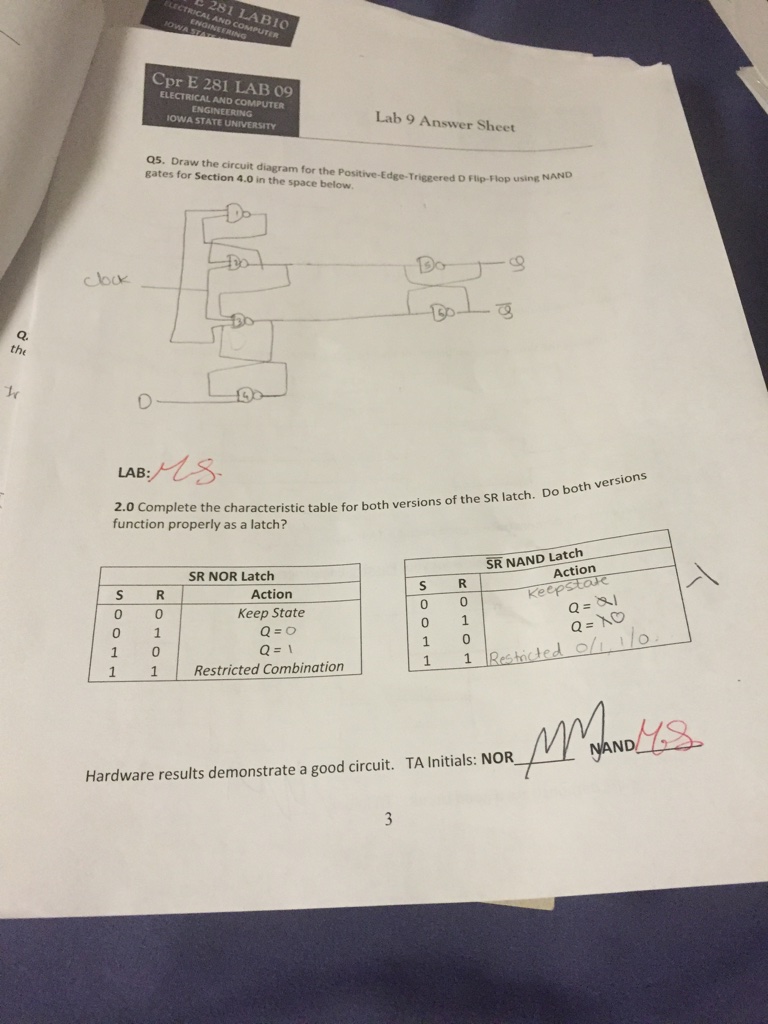 E 281 LAB10
ELECTRICAL AND COMPUTER
ENGINEERING
IOWA STATE
Cpr E 281 LAB 09
ELECTRICAL AND COMPUTER
ENGINEERING
IOWA STATE UNIVERSITY
Lab 9 Answer Sheet
Q5. Draw the circuit diagram for the Positive-Edge-Triggered D Flip-Flop using NAND
gates for Section 4.0 in the space below.
1
2
5
Q
Clock
3
6
Q̅
4
D
Q.
the
LAB: MS
2.0 Complete the characteristic table for both versions of the SR latch. Do both versions
function properly as a latch?
SR NOR Latch
S R Action
0 0 Keep State
0 1 Q = 0
1 0 Q = 1
1 1 Restricted Combination
S̅R̅ NAND Latch
S R Action
0 0 Keepstate
0 1 Q = 1
1 0 Q = 0
1 1 Restricted 0/1, 1/0.
Hardware results demonstrate a good circuit. TA Initials: NOR MM NAND MS
3